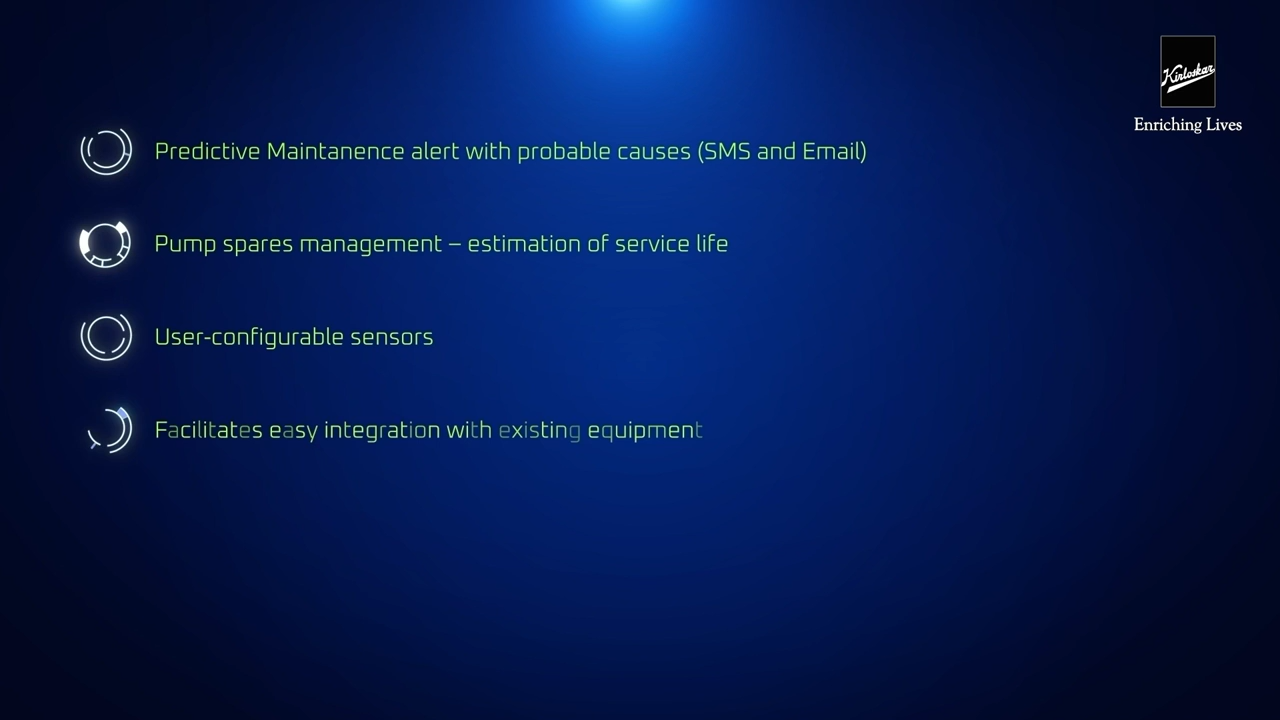 Kirloskar
Enriching Lives
Predictive Maintanence alert with probable causes (SMS and Email)
Pump spares management – estimation of service life
User-configurable sensors
Facilitates easy integration with existing equipment